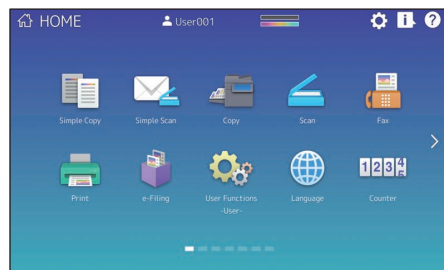 HOME
User001
Simple Copy
Simple Scan
Copy
Scan
Fax
Print
e-Filing
User Functions
-User-
Language
Counter